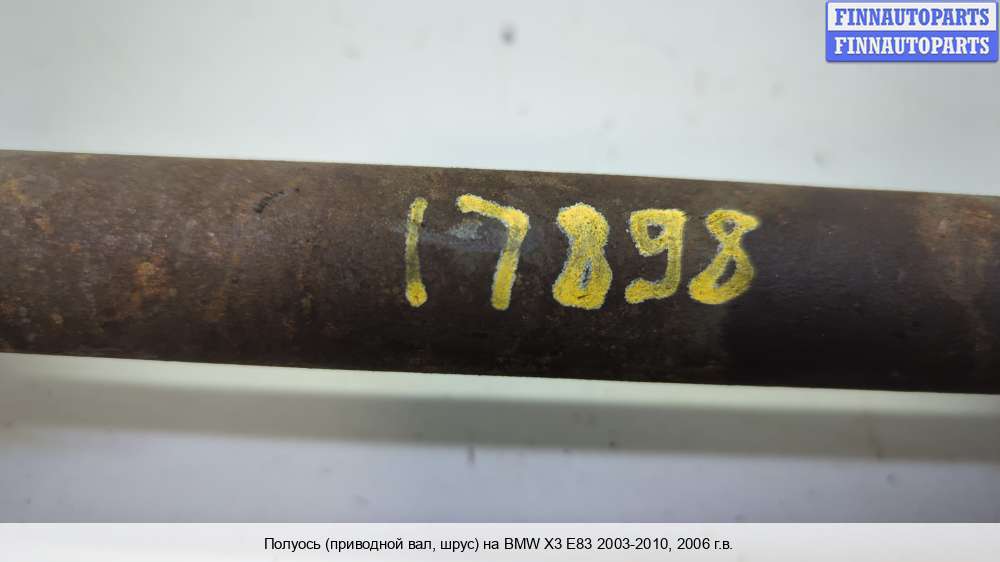 FINNAUTOPARTS
FINNAUTOPARTS
17898
Полуось (приводной вал, шрус) на BMW X3 E83 2003-2010, 2006 г.в.